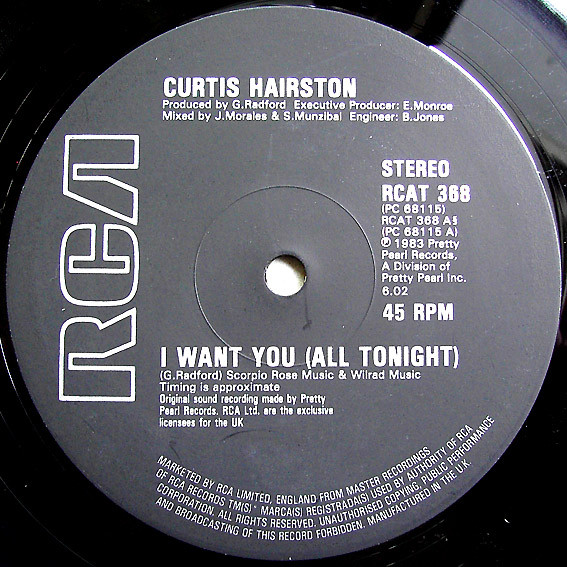 CURTIS HAIRSTON
Produced by G.Radford Executive Producer: E.Monroe
Mixed by J.Morales & S.Munzibai Engineer: B.Jones
RCA
STEREO
RCAT 368
(PC 68115)
RCAT 368 A§
(PC 68115 A)
℗ 1983 Pretty
Pearl Records,
A Division of
Pretty Pearl Inc.
6.02
45 RPM
I WANT YOU (ALL TONIGHT)
(G.Radford) Scorpio Rose Music & Wilrad Music
Timing is approximate
Original sound recording made by Pretty
Pearl Records. RCA Ltd. are the exclusive
licensees for the UK
MARKETED BY RCA LIMITED, ENGLAND FROM MASTER RECORDINGS
OF RCA RECORDS TM(S)® MARCA(S) REGISTRADA(S) USED BY AUTHORITY OF RCA
CORPORATION. ALL RIGHTS RESERVED. UNAUTHORISED COPYING PUBLIC PERFORMANCE
AND BROADCASTING OF THIS RECORD FORBIDDEN. MANUFACTURED IN THE U.K.